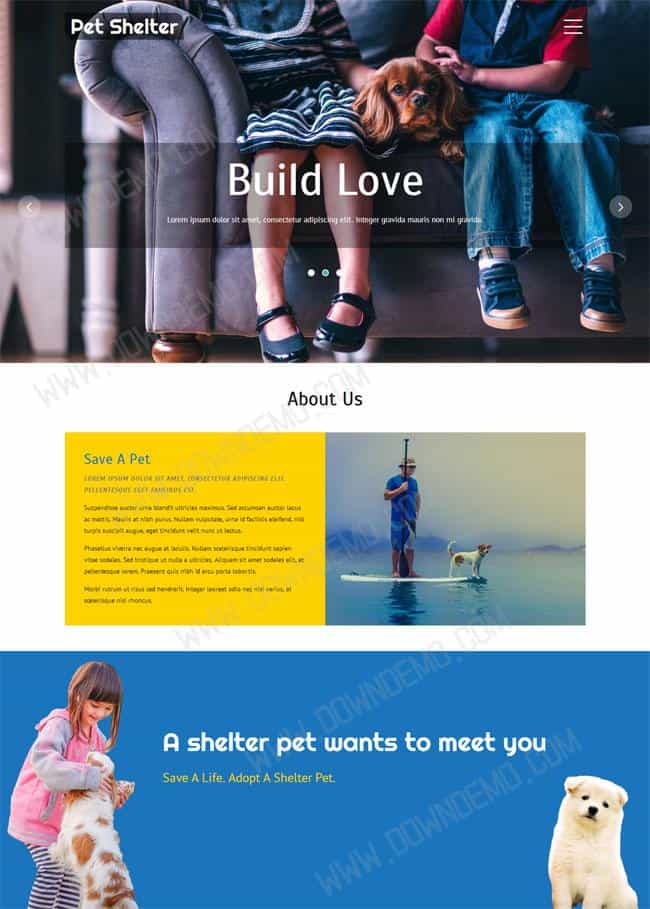 Pet Shelter
Build Love
Lorem ipsum dolor sit amet, consectetur adipiscing elit. Integer gravida mauris non mi gravida.
About Us
Save A Pet
LOREM IPSUM DOLOR SIT AMET, CONSECTETUR ADIPISCING ELIT.
PELLENTESQUE EGET FAUCIBUS EST.
Suspendisse auctor urna blandit ultricies maximus. Sed accumsan auctor lacus
ac mattis. Mauris at nibh purus. Nullam vulputate, urna id facilisis eleifend, nisl
turpis suscipit augue, eget tincidunt velit nunc ut lectus.
Phasellus viverra nec augue at iaculis. Nullam scelerisque tincidunt sapien
vitae sodales. Sed tristique ut nulla a ultricies. Aliquam sit amet sodales elit, et
pellentesque lorem. Praesent quis nibh id arcu porta lobortis.
Morbi rutrum ut risus sed hendrerit. Integer laoreet odio nec nisl varius, at
scelerisque nisl rhoncus.
A shelter pet wants to meet you
Save A Life. Adopt A Shelter Pet.
WWW.DOWNDEMO.COM